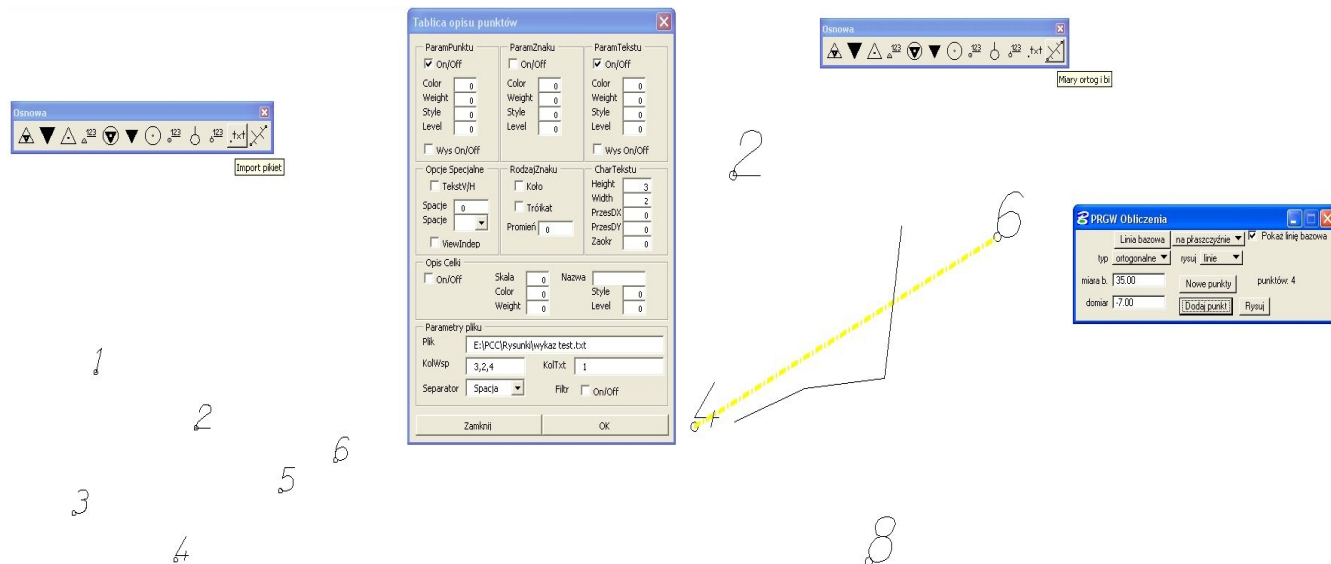 Osnowa
123 123 .txt
Import pikiet
1
2
3
4
5
6
Tablica opisu punktów
ParamPunktu ParamZnaku ParamTekstu
On/Off On/Off On/Off
Color 0 Color 0 Color 0
Weight 0 Weight 0 Weight 0
Style 0 Style 0 Style 0
Level 0 Level 0 Level 0
Wys On/Off Wys On/Off
Opcje Specjalne RodzajZnaku CharTekstu
TekstV/H Koło Height 3
Width 2
Spacje 0 Trójkat PrzesDX 0
Spacje Promień 0 PrzesDY 0
ViewIndep Zaokr 0
Opis Celki
On/Off Skala 0 Nazwa
Color 0 Style 0
Weight 0 Level 0
Parametry pliku
Plik E:\PCC\Rysunki\wykaz test.txt
KolWsp 3,2,4 KolTxt 1
Separator Spacja Filtr On/Off
Zamknij OK
Osnowa
123 123 .txt
Miary ortog i bi
2
6
4
8
PRGW Obliczenia
Linia bazowa na płaszczyźnie Pokaż linię bazowa
typ ortogonalne rysuj linie
miara b. 35.00 Nowe punkty punktów: 4
domiar -7.00 Dodaj punkt Rysuj